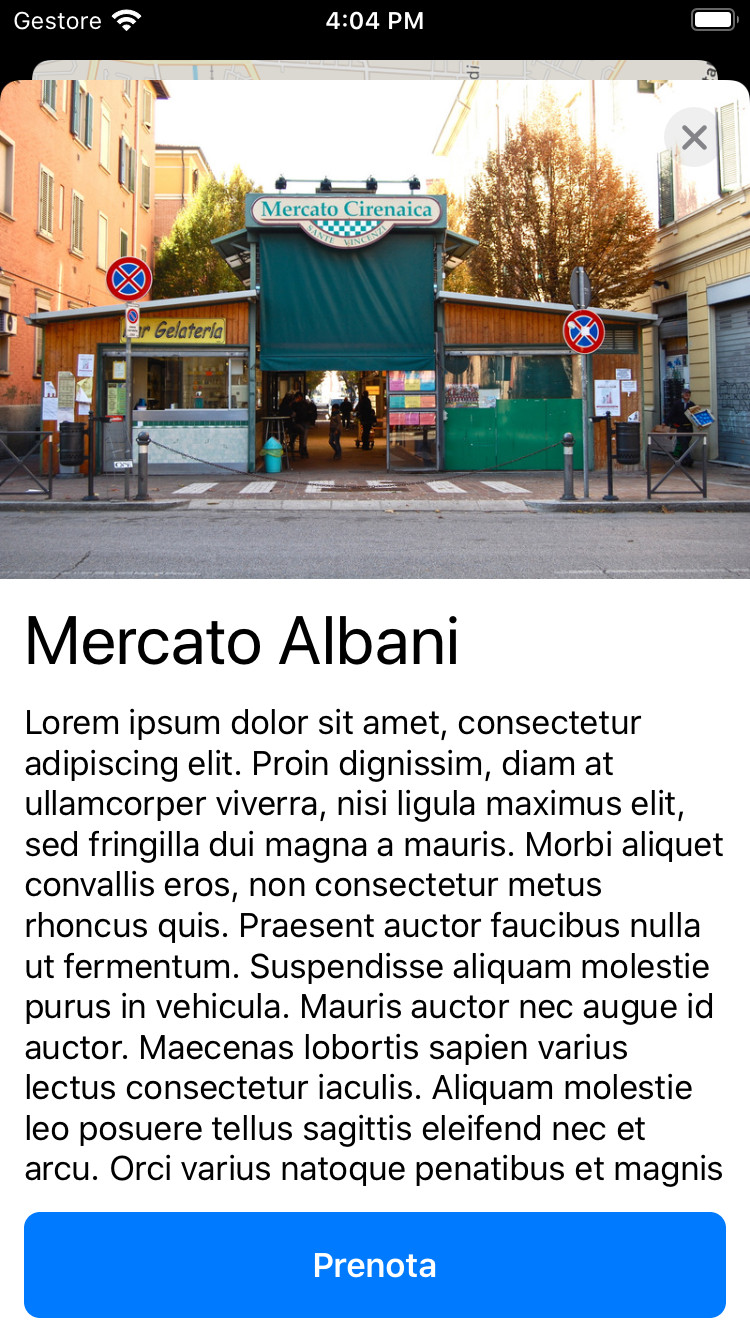 Gestore
4:04 PM
Mercato Cirenaica
SANTE VINCENZI
Bar Gelateria
Mercato Albani
Lorem ipsum dolor sit amet, consectetur
adipiscing elit. Proin dignissim, diam at
ullamcorper viverra, nisi ligula maximus elit,
sed fringilla dui magna a mauris. Morbi aliquet
convallis eros, non consectetur metus
rhoncus quis. Praesent auctor faucibus nulla
ut fermentum. Suspendisse aliquam molestie
purus in vehicula. Mauris auctor nec augue id
auctor. Maecenas lobortis sapien varius
lectus consectetur iaculis. Aliquam molestie
leo posuere tellus sagittis eleifend nec et
arcu. Orci varius natoque penatibus et magnis
Prenota